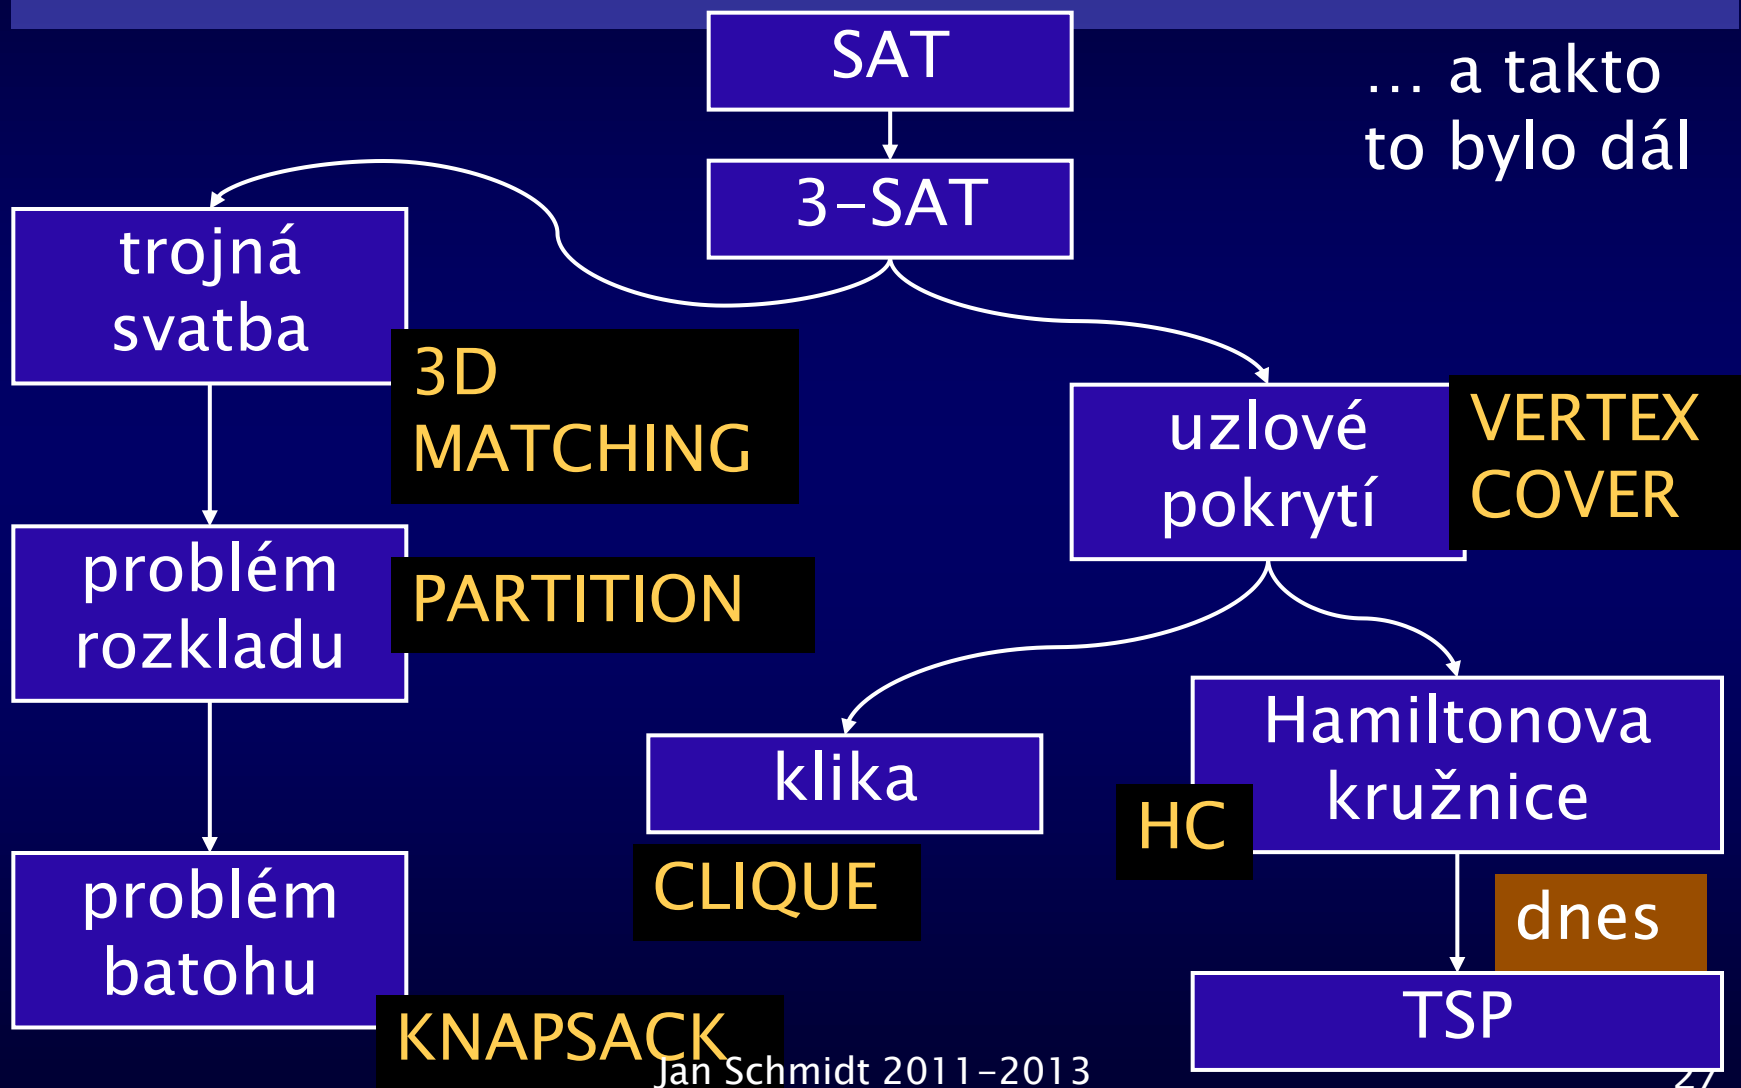 SAT
… a takto
to bylo dál
3-SAT
trojná
svatba
3D
MATCHING
uzlové
pokrytí
VERTEX
COVER
problém
rozkladu
PARTITION
klika
CLIQUE
Hamiltonova
kružnice
HC
dnes
problém
batohu
KNAPSACK
TSP
Jan Schmidt 2011-2013
27